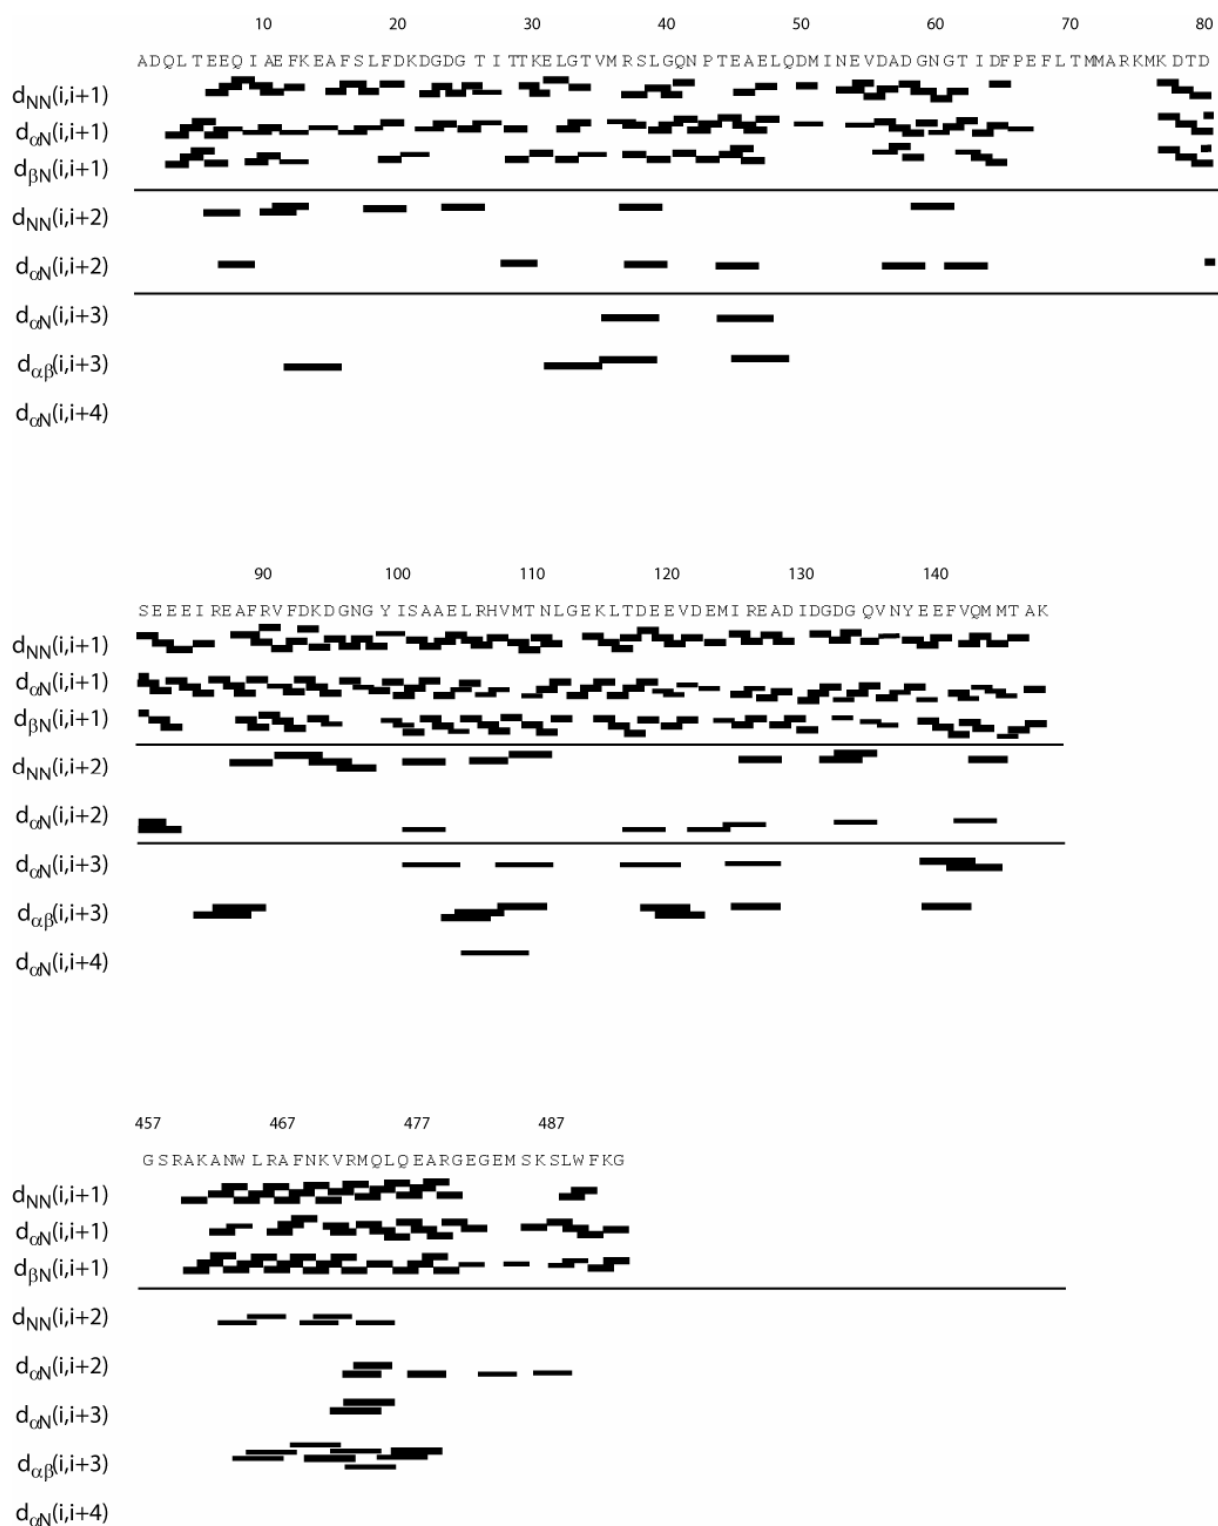 10 20 30 40 50 60 70 80
ADQLTEEQIAEFKEAFSLFDKDGDGTITTKELGTVMRSLGQNPTEAELQDMINEVDADGNGTIDFPEFLTMMARKMKDTD
dNN(i,i+1)
dαN(i,i+1)
dβN(i,i+1)
dNN(i,i+2)
dαN(i,i+2)
dαN(i,i+3)
dαβ(i,i+3)
dαN(i,i+4)
90 100 110 120 130 140
SEEEIREAFRVFDKDGNGYISAAELRHVMTNLGEKLTDEEVDEMIREADIDGDGQVNYEEFVQMMTAK
dNN(i,i+1)
dαN(i,i+1)
dβN(i,i+1)
dNN(i,i+2)
dαN(i,i+2)
dαN(i,i+3)
dαβ(i,i+3)
dαN(i,i+4)
457 467 477 487
GSRAKANWLRAFNKVRMQLQEARGEGEMSKSLWFKG
dNN(i,i+1)
dαN(i,i+1)
dβN(i,i+1)
dNN(i,i+2)
dαN(i,i+2)
dαN(i,i+3)
dαβ(i,i+3)
dαN(i,i+4)